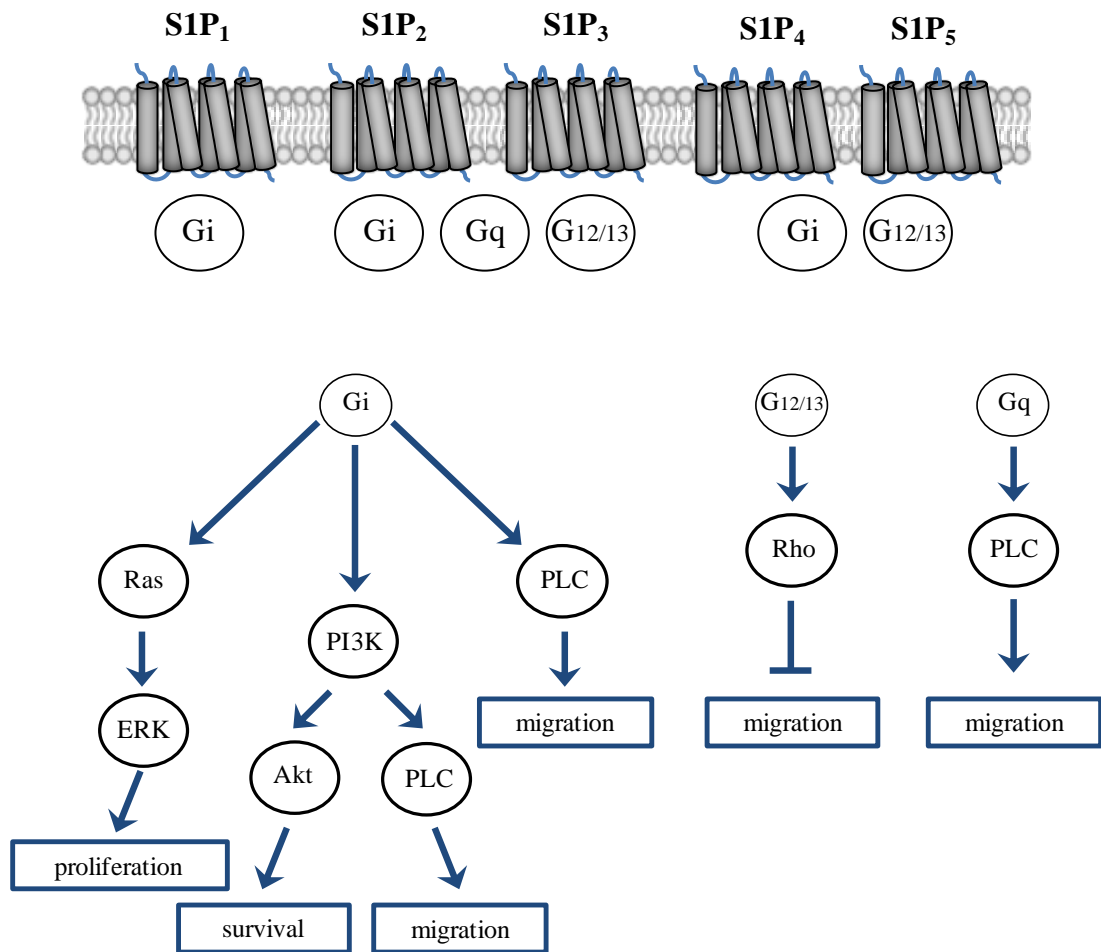 S1P1 S1P2 S1P3 S1P4 S1P5
Gi Gi Gq G12/13 Gi G12/13
Gi G12/13 Gq
Ras PLC Rho PLC
PI3K
ERK migration migration migration
Akt PLC
proliferation
survival migration